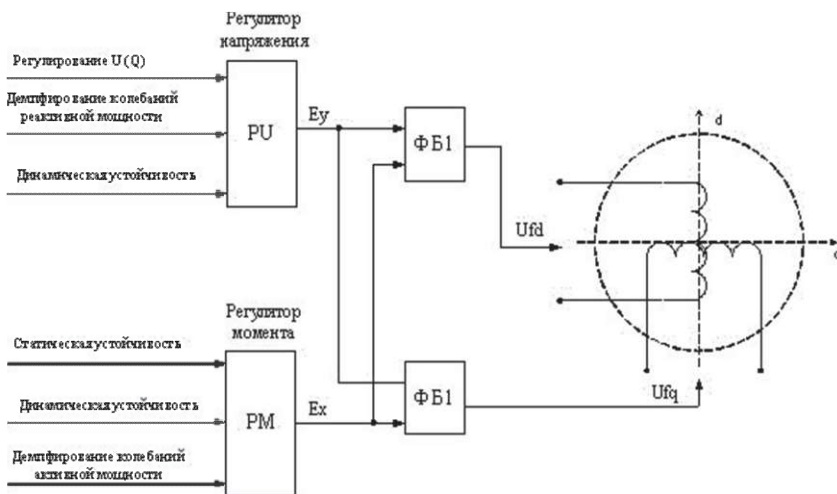 Регулятор
напряжения
Регулирование U(Q)
Демпфирование колебаний
реактивной мощности
Динамическая устойчивость
PU
Ey
ФБ1
Ufd
d
Регулятор
момента
Статическая устойчивость
Динамическая устойчивость
Демпфирование колебаний
активной мощности
РМ
Ex
ФБ1
Ufq